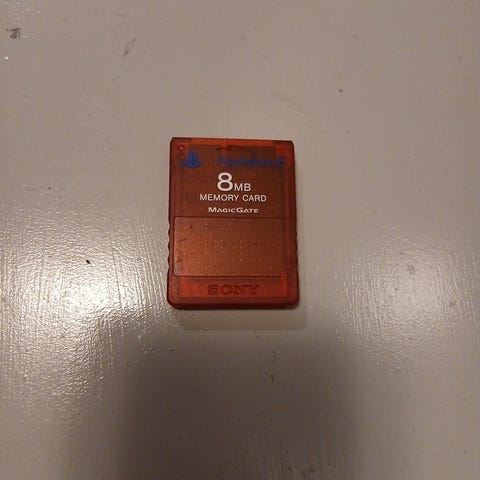 PlayStation 2
8MB
MEMORY CARD
MAGICGATE
SONY